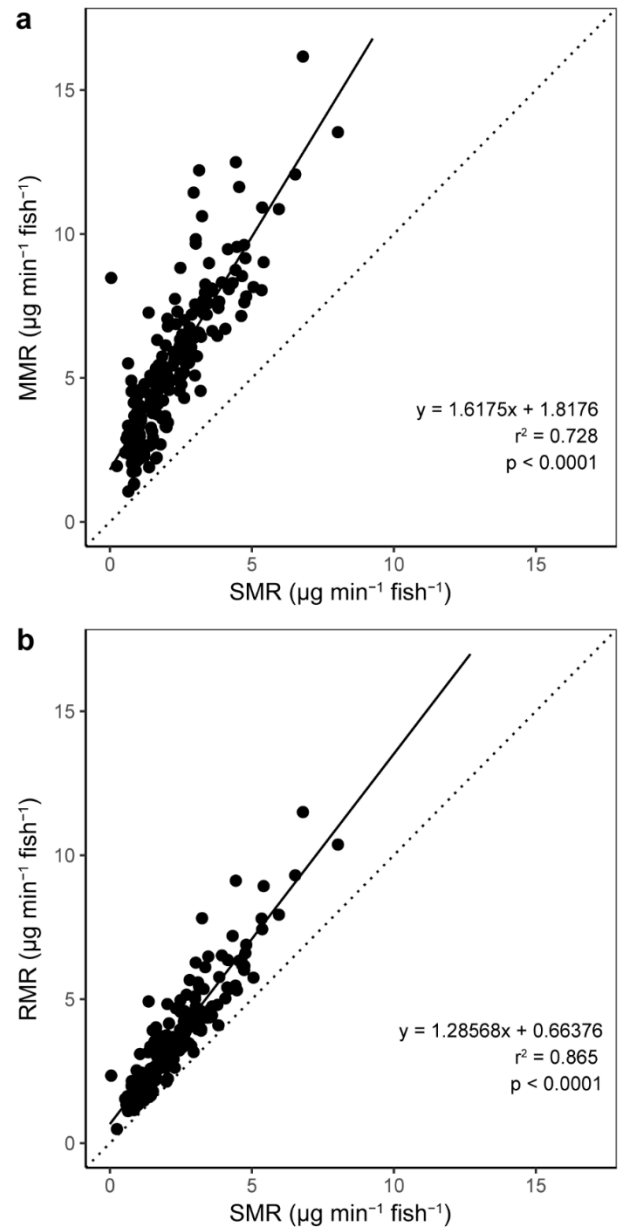 a
15
10
5
0
MMR (µg min⁻¹ fish⁻¹)
y = 1.6175x + 1.8176
r² = 0.728
p < 0.0001
0 5 10 15
SMR (µg min⁻¹ fish⁻¹)
b
15
10
5
0
RMR (µg min⁻¹ fish⁻¹)
y = 1.28568x + 0.66376
r² = 0.865
p < 0.0001
0 5 10 15
SMR (µg min⁻¹ fish⁻¹)